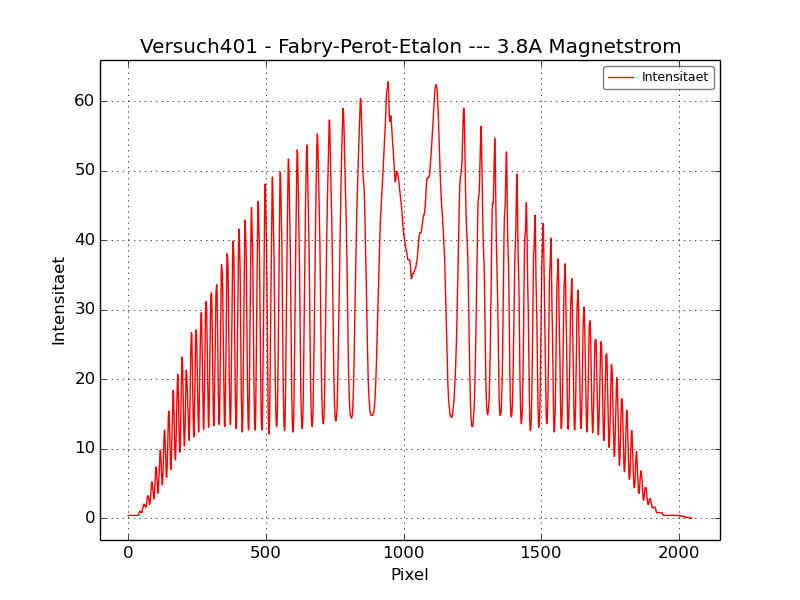 Versuch401 - Fabry-Perot-Etalon --- 3.8A Magnetstrom
Intensitaet
60
50
40
30
20
10
0
Intensitaet
0 500 1000 1500 2000
Pixel